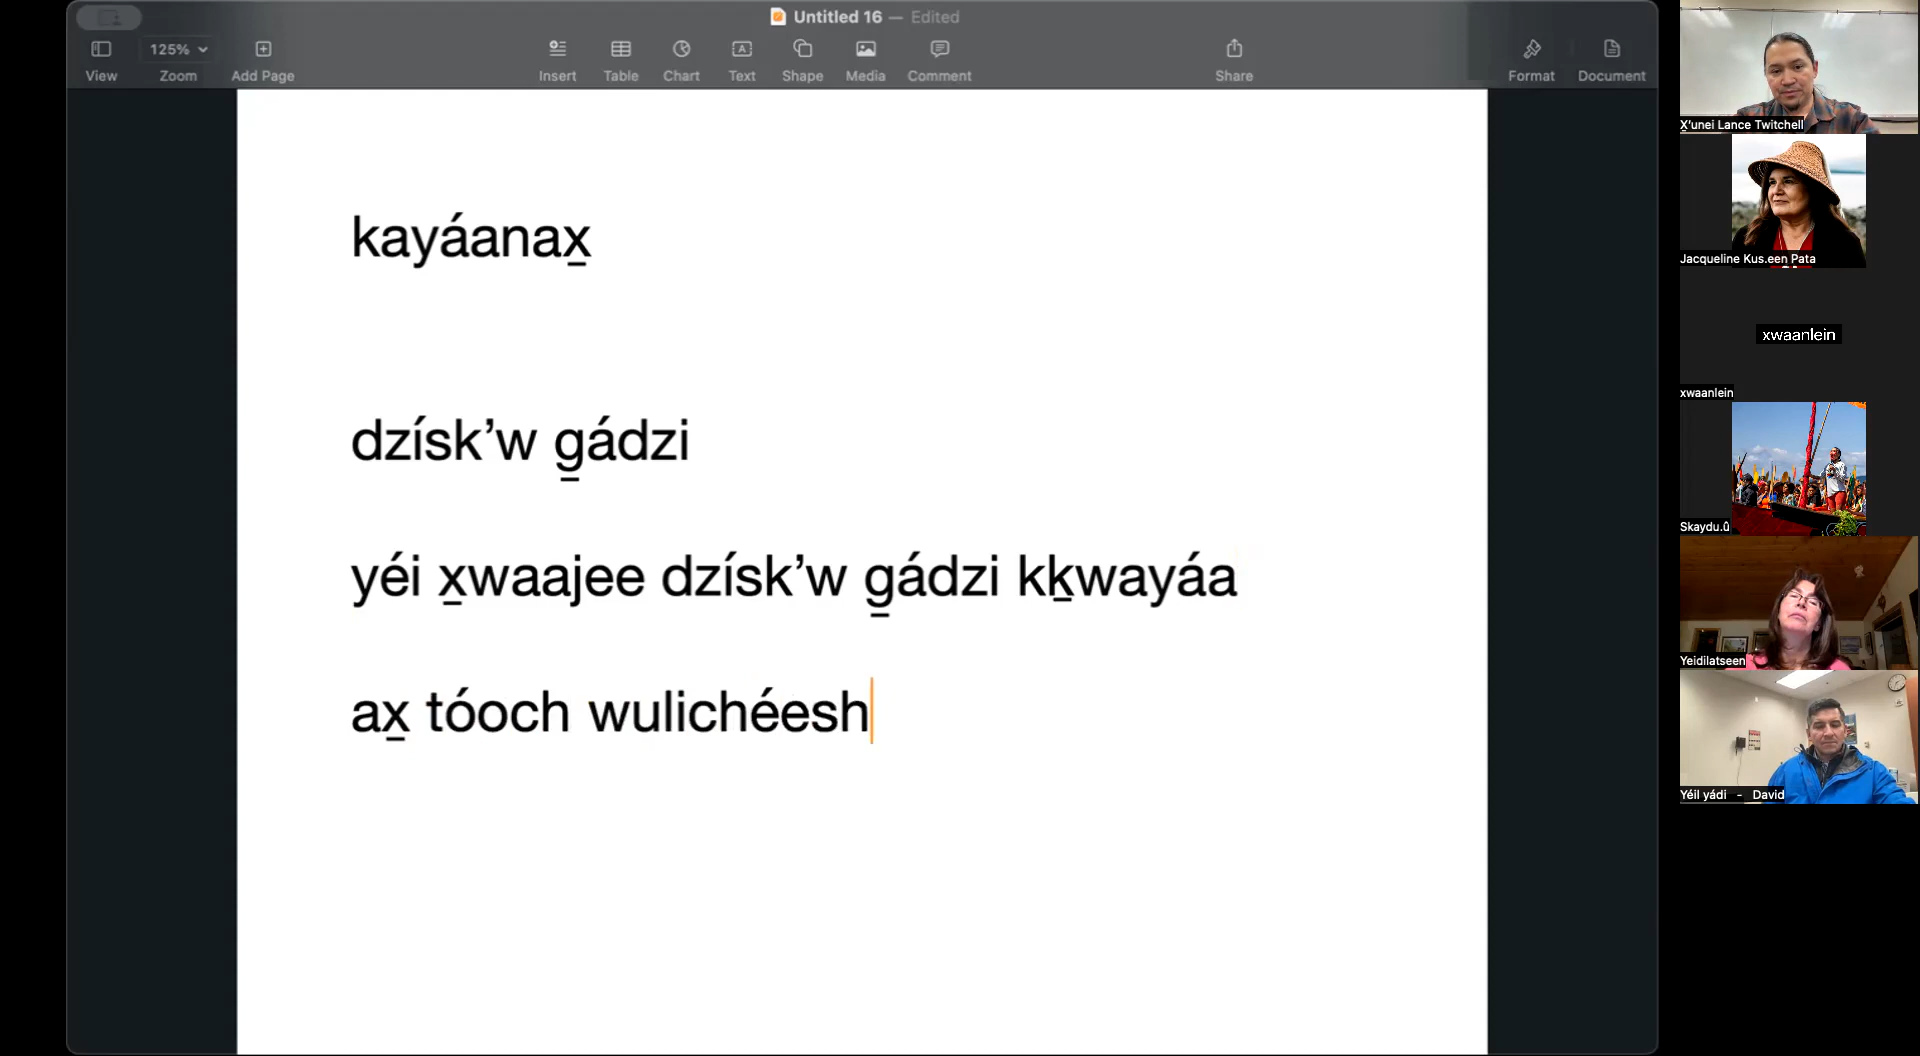 Untitled 16 — Edited
125%
View
Zoom
Add Page
Insert
Table
Chart
Text
Shape
Media
Comment
Share
Format
Document
kayáanax̱
dzísk’w g̱ádzi
yéi x̱waajee dzísk’w g̱ádzi kḵwayáa
ax̱ tóoch wulichéesh
X̱’unei Lance Twitchell
Jacqueline Kus.een Pata
xwaanlein
xwaanlein
Skaydu.û
Yeidilatseen
Yéil yádi - David